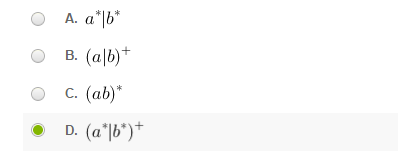 A. a*|b*
B. (a|b)+
C. (ab)*
D. (a*|b*)+